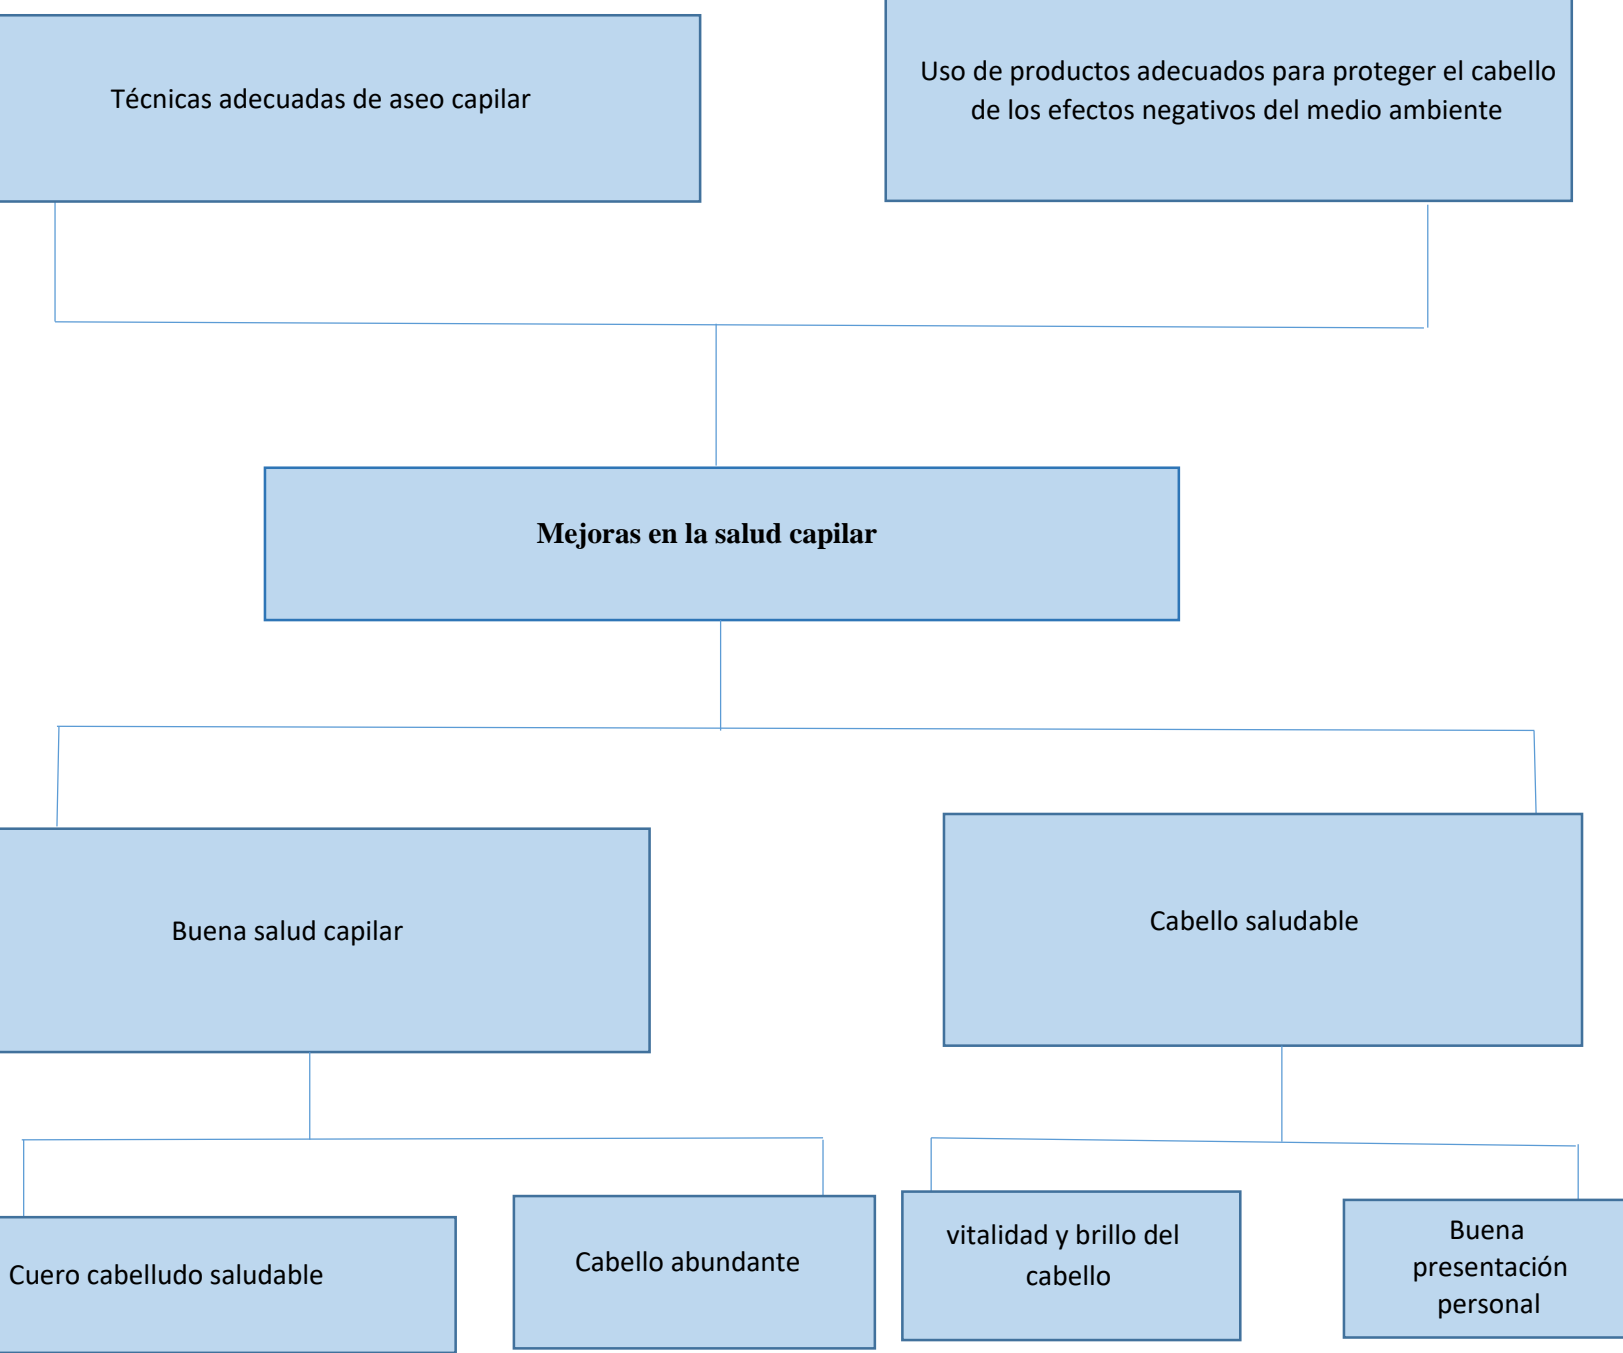 Técnicas adecuadas de aseo capilar
Uso de productos adecuados para proteger el cabello
de los efectos negativos del medio ambiente
Mejoras en la salud capilar
Buena salud capilar
Cabello saludable
Cuero cabelludo saludable
Cabello abundante
vitalidad y brillo del
cabello
Buena
presentación
personal